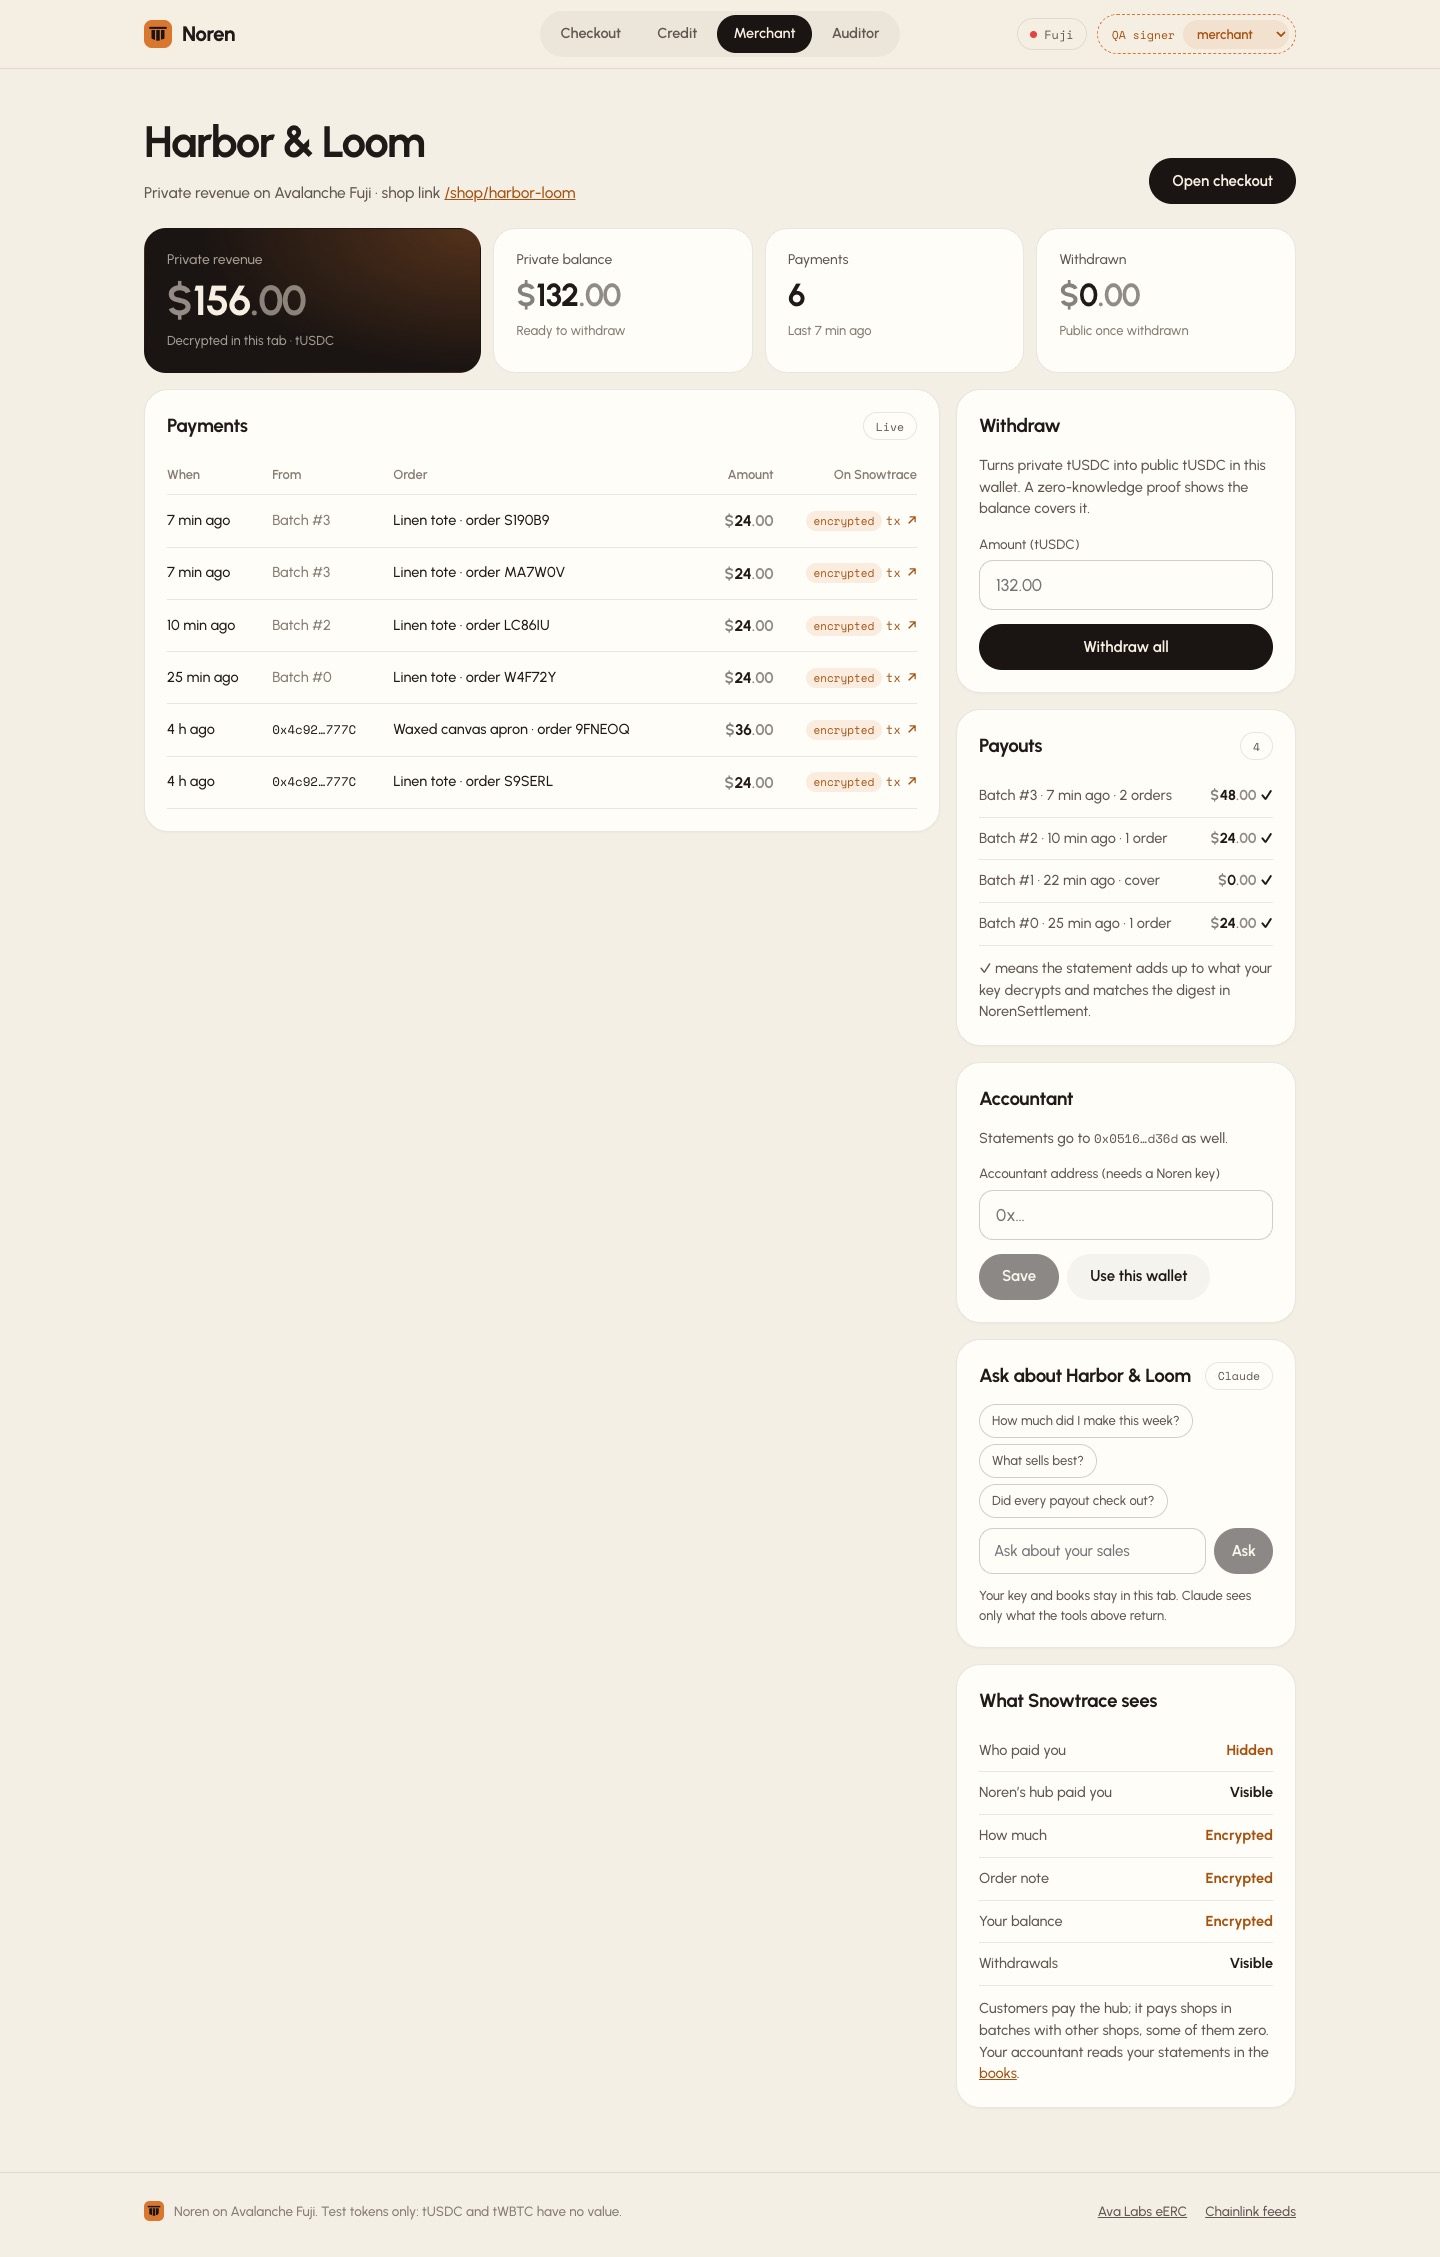 Noren
Checkout Credit Merchant Auditor
Fuji
QA signer merchant
Harbor & Loom
Private revenue on Avalanche Fuji · shop link /shop/harbor-loom
Open checkout
Private revenue
$156.00
Decrypted in this tab · tUSDC
Private balance
$132.00
Ready to withdraw
Payments
6
Last 7 min ago
Withdrawn
$0.00
Public once withdrawn
Payments
Live
When From Order Amount On Snowtrace
7 min ago Batch #3 Linen tote · order S190B9 $24.00 encrypted tx ↗
7 min ago Batch #3 Linen tote · order MA7W0V $24.00 encrypted tx ↗
10 min ago Batch #2 Linen tote · order LC86IU $24.00 encrypted tx ↗
25 min ago Batch #0 Linen tote · order W4F72Y $24.00 encrypted tx ↗
4 h ago 0x4c92…777C Waxed canvas apron · order 9FNEOQ $36.00 encrypted tx ↗
4 h ago 0x4c92…777C Linen tote · order S9SERL $24.00 encrypted tx ↗
Withdraw
Turns private tUSDC into public tUSDC in this
wallet. A zero-knowledge proof shows the
balance covers it.
Amount (tUSDC)
132.00
Withdraw all
Payouts
4
Batch #3 · 7 min ago · 2 orders $48.00 ✓
Batch #2 · 10 min ago · 1 order $24.00 ✓
Batch #1 · 22 min ago · cover $0.00 ✓
Batch #0 · 25 min ago · 1 order $24.00 ✓
✓ means the statement adds up to what your
key decrypts and matches the digest in
NorenSettlement.
Accountant
Statements go to 0x0516…d36d as well.
Accountant address (needs a Noren key)
0x…
Save Use this wallet
Ask about Harbor & Loom
Claude
How much did I make this week?
What sells best?
Did every payout check out?
Ask about your sales
Ask
Your key and books stay in this tab. Claude sees
only what the tools above return.
What Snowtrace sees
Who paid you Hidden
Noren's hub paid you Visible
How much Encrypted
Order note Encrypted
Your balance Encrypted
Withdrawals Visible
Customers pay the hub; it pays shops in
batches with other shops, some of them zero.
Your accountant reads your statements in the
books.
Noren on Avalanche Fuji. Test tokens only: tUSDC and tWBTC have no value.
Ava Labs eERC Chainlink feeds